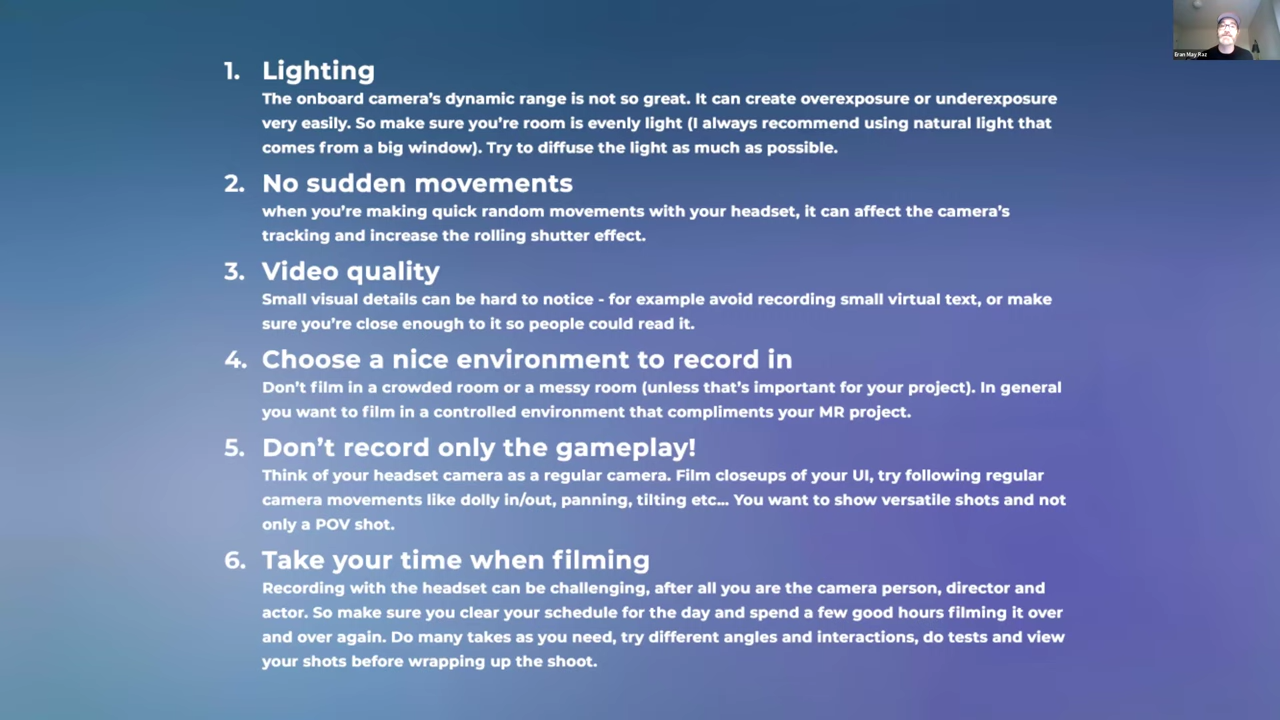 1. Lighting
The onboard camera's dynamic range is not so great. It can create overexposure or underexposure
very easily. So make sure you're room is evenly light (I always recommend using natural light that
comes from a big window). Try to diffuse the light as much as possible.
2. No sudden movements
when you're making quick random movements with your headset, it can affect the camera's
tracking and increase the rolling shutter effect.
3. Video quality
Small visual details can be hard to notice - for example avoid recording small virtual text, or make
sure you're close enough to it so people could read it.
4. Choose a nice environment to record in
Don't film in a crowded room or a messy room (unless that's important for your project). In general
you want to film in a controlled environment that compliments your MR project.
5. Don't record only the gameplay!
Think of your headset camera as a regular camera. Film closeups of your UI, try following regular
camera movements like dolly in/out, panning, tilting etc... You want to show versatile shots and not
only a POV shot.
6. Take your time when filming
Recording with the headset can be challenging, after all you are the camera person, director and
actor. So make sure you clear your schedule for the day and spend a few good hours filming it over
and over again. Do many takes as you need, try different angles and interactions, do tests and view
your shots before wrapping up the shoot.
Eran May Raz